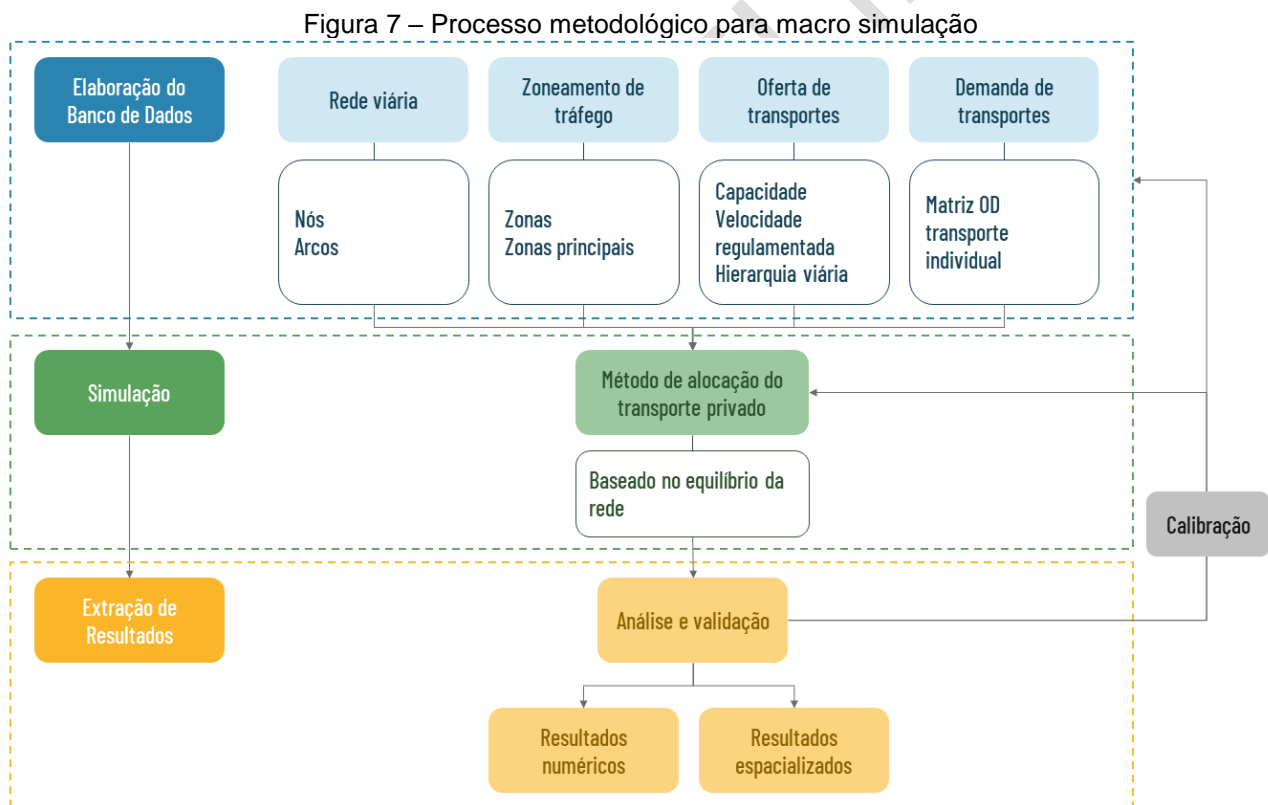 Figura 7 – Processo metodológico para macro simulação
Elaboração do
Banco de Dados
Rede viária
Zoneamento de
tráfego
Oferta de
transportes
Demanda de
transportes
Nós
Arcos
Zonas
Zonas principais
Capacidade
Velocidade
regulamentada
Hierarquia viária
Matriz OD
transporte
individual
Simulação
Método de alocação do
transporte privado
Baseado no equilíbrio da
rede
Calibração
Extração de
Resultados
Análise e validação
Resultados
numéricos
Resultados
espacializados